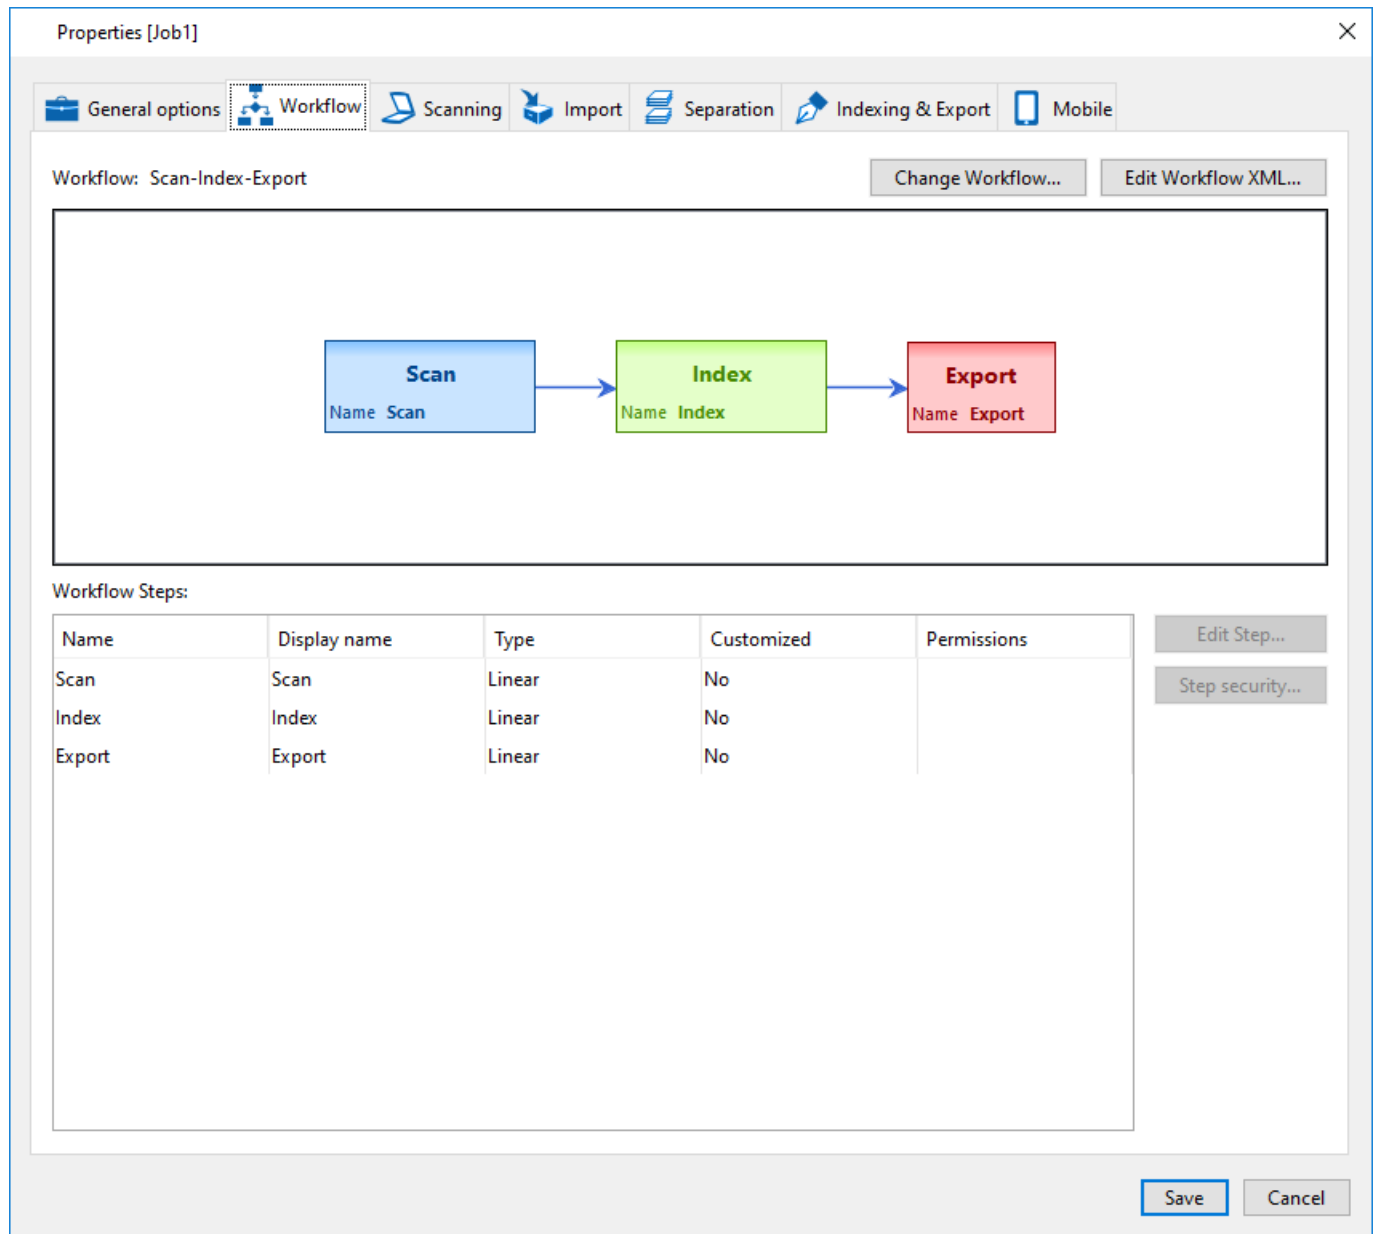 Properties [Job1]
General options Workflow Scanning Import Separation Indexing & Export Mobile
Workflow: Scan-Index-Export Change Workflow... Edit Workflow XML...
Scan Index Export
Name Scan Name Index Name Export
Workflow Steps:
Name Display name Type Customized Permissions Edit Step...
Scan Scan Linear No Step security...
Index Index Linear No
Export Export Linear No
Save Cancel